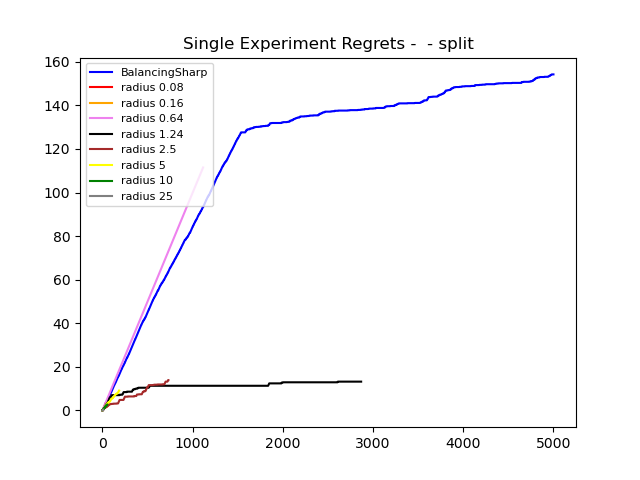 Single Experiment Regrets -  - split
160
140
120
100
80
60
40
20
0
BalancingSharp
radius 0.08
radius 0.16
radius 0.64
radius 1.24
radius 2.5
radius 5
radius 10
radius 25
0 1000 2000 3000 4000 5000